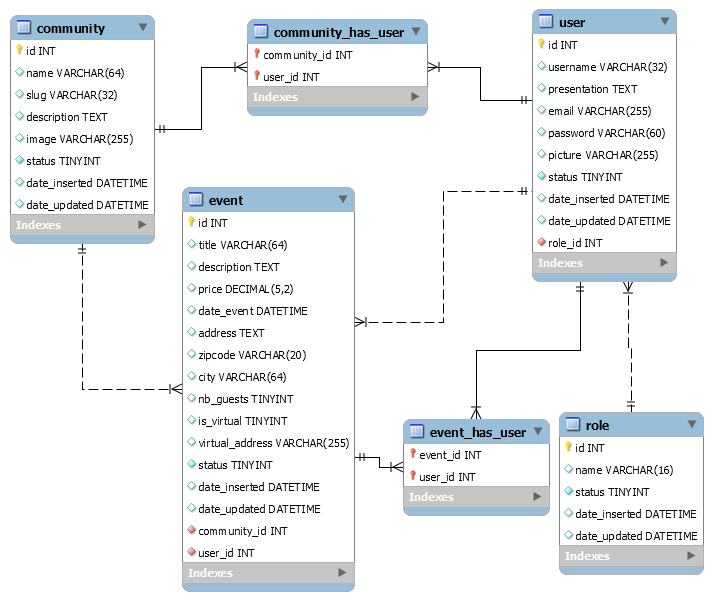 community
id INT
name VARCHAR(64)
slug VARCHAR(32)
description TEXT
image VARCHAR(255)
status TINYINT
date_inserted DATETIME
date_updated DATETIME
Indexes
community_has_user
community_id INT
user_id INT
Indexes
user
id INT
username VARCHAR(32)
presentation TEXT
email VARCHAR(255)
password VARCHAR(60)
picture VARCHAR(255)
status TINYINT
date_inserted DATETIME
date_updated DATETIME
role_id INT
Indexes
event
id INT
title VARCHAR(64)
description TEXT
price DECIMAL(5,2)
date_event DATETIME
address TEXT
zipcode VARCHAR(20)
city VARCHAR(64)
nb_guests TINYINT
is_virtual TINYINT
virtual_address VARCHAR(255)
status TINYINT
date_inserted DATETIME
date_updated DATETIME
community_id INT
user_id INT
Indexes
event_has_user
event_id INT
user_id INT
Indexes
role
id INT
name VARCHAR(16)
status TINYINT
date_inserted DATETIME
date_updated DATETIME
Indexes